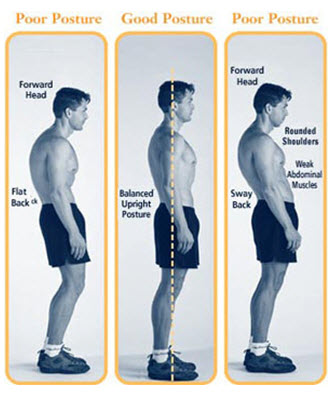 Poor Posture
Forward
Head
Flat
Back ck
Good Posture
Balanced
Upright
Posture
Poor Posture
Forward
Head
Rounded
Shoulders
Weak
Abdominal
Muscles
Sway
Back